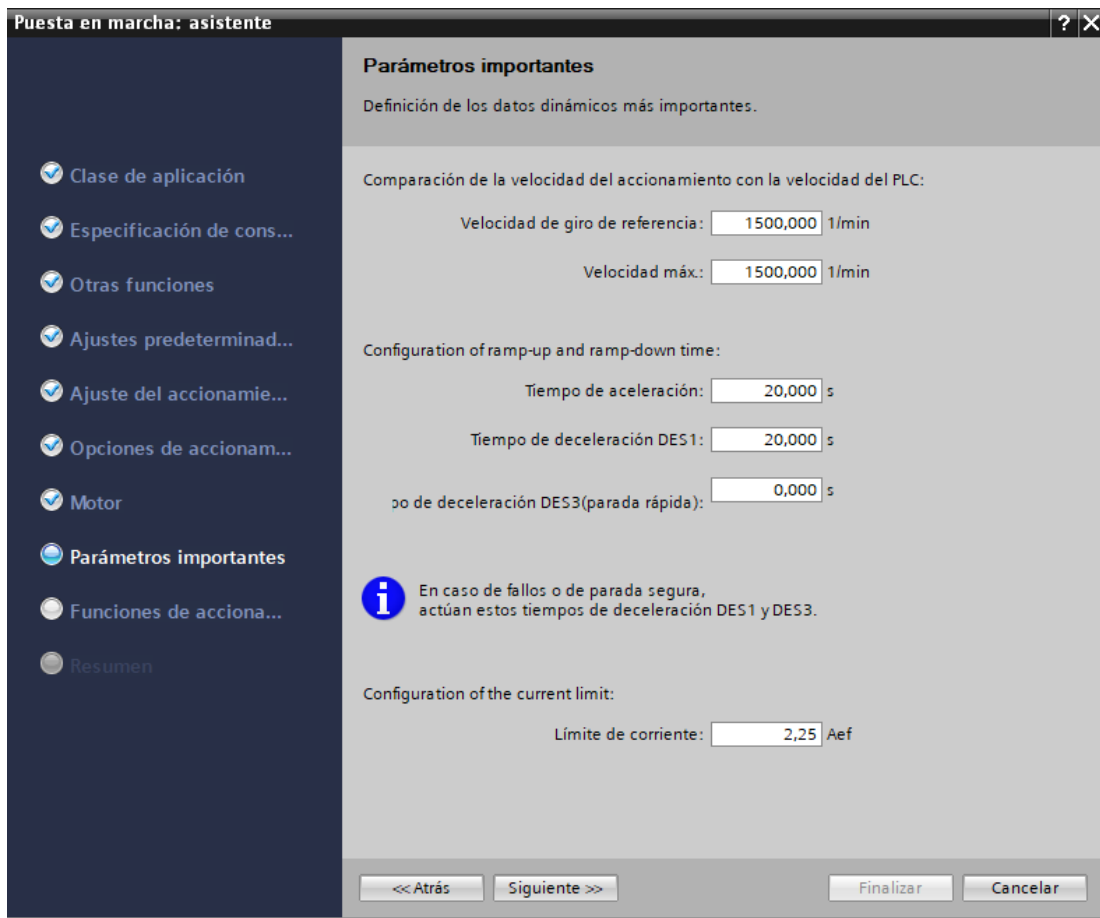 Puesta en marcha: asistente
? X
Parámetros importantes
Definición de los datos dinámicos más importantes.
Clase de aplicación
Especificación de cons...
Otras funciones
Ajustes predeterminad...
Ajuste del accionamie...
Opciones de accionam...
Motor
Parámetros importantes
Funciones de acciona...
Resumen
Comparación de la velocidad del accionamiento con la velocidad del PLC:
Velocidad de giro de referencia: 1500,000 1/min
Velocidad máx.: 1500,000 1/min
Configuration of ramp-up and ramp-down time:
Tiempo de aceleración: 20,000 s
Tiempo de deceleración DES1: 20,000 s
po de deceleración DES3(parada rápida): 0,000 s
i
En caso de fallos o de parada segura,
actúan estos tiempos de deceleración DES1 y DES3.
Configuration of the current limit:
Límite de corriente: 2,25 Aef
<< Atrás Siguiente >> Finalizar Cancelar